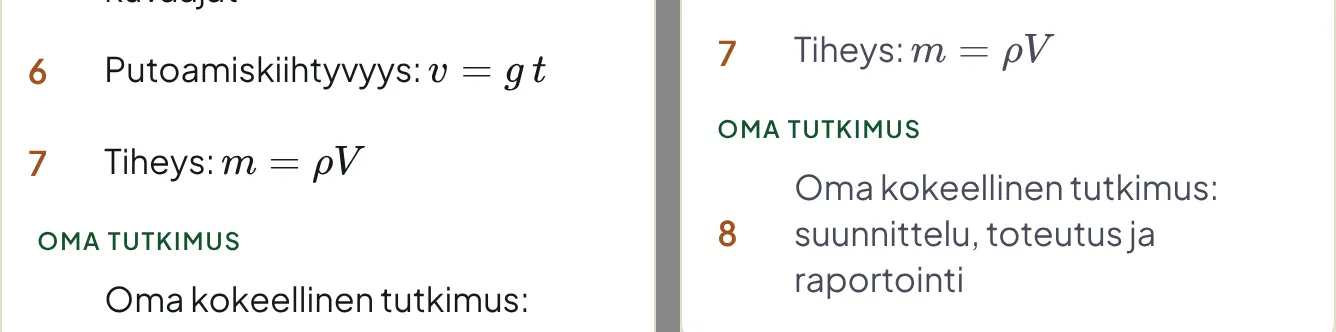 6 Putoamiskiihtyvyys: v = g t
7 Tiheys: m = ρV
OMA TUTKIMUS
Oma kokeellinen tutkimus:
7 Tiheys: m = ρV
OMA TUTKIMUS
Oma kokeellinen tutkimus:
8 suunnittelu, toteutus ja
raportointi